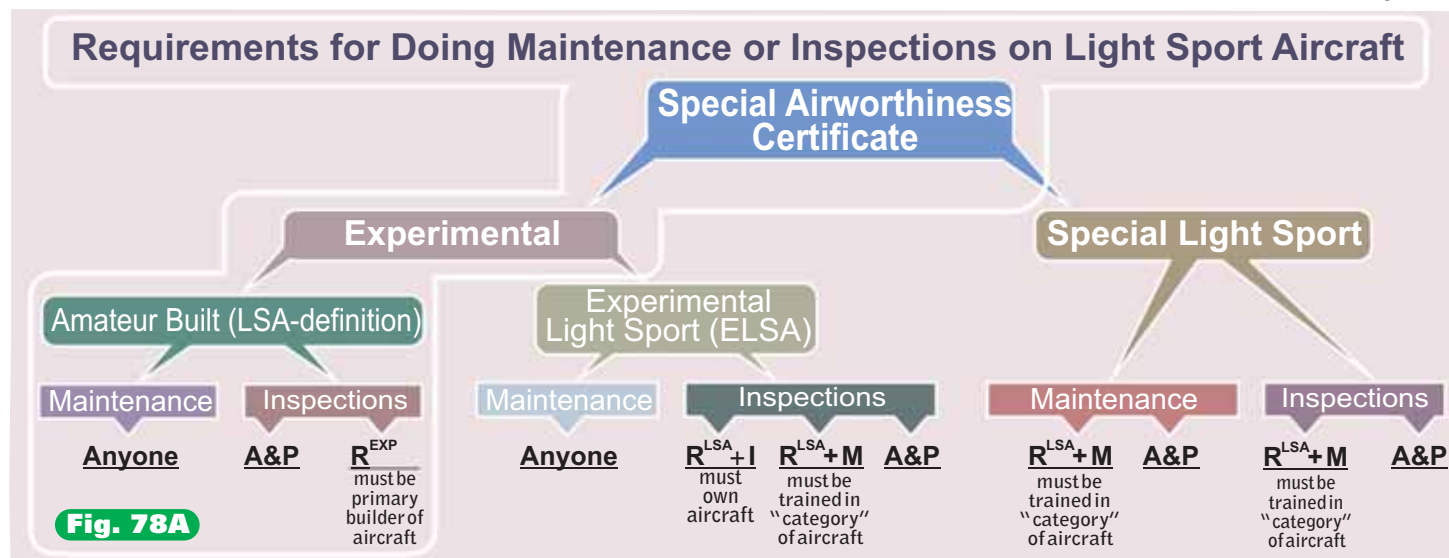 Requirements for Doing Maintenance or Inspections on Light Sport Aircraft
Special Airworthiness
Certificate
Experimental
Special Light Sport
Amateur Built (LSA-definition)
Experimental
Light Sport (ELSA)
Maintenance
Inspections
Maintenance
Inspections
Maintenance
Inspections
Anyone
A&P
R^EXP
must be
primary
builder of
aircraft
Anyone
R^LSA+I
must
own
aircraft
R^LSA+M
must be
trained in
"category"
of aircraft
A&P
R^LSA+M
must be
trained in
"category"
of aircraft
A&P
R^LSA+M
must be
trained in
"category"
of aircraft
A&P
Fig. 78A